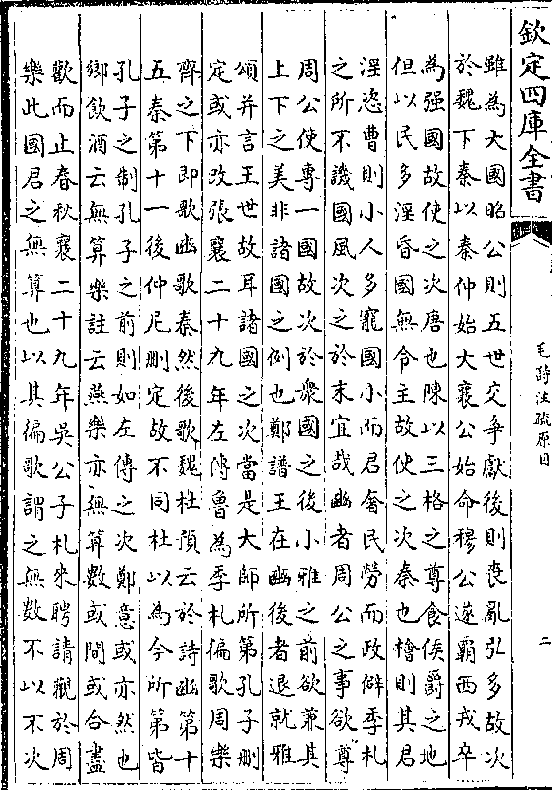 欽定四庫全書
毛詩注疏原目
二
雖為大國昭公則五世交爭獻後則喪亂弘多故次
於魏下秦以秦仲始大襄公始命穆公遂霸西戎卒
為强國故使之次唐也陳以三格之尊食侯爵之地
但以民多淫昏國無令主故使之次秦也檜則其君
淫恣曹則小人多寵國小而君奢民勞而政僻季札
之所不譏國風次之於末宜哉豳者周公之事欲尊
周公使專一國故次於衆國之後小雅之前欲兼其
上下之美非諸國之例也鄭譜王在豳後者退就雅
頌并言王世故耳諸國之次當是大師所第孔子刪
定或亦改張襄二十九年左傳魯為季札徧歌周樂
齊之下即歌豳歌秦然後歌魏杜預云於詩豳第十
五秦第十一後仲尼刪定故不同杜以為今所第皆
孔子之制孔子之前則如左傳之次鄭意或亦然也
鄉飲酒云無算樂註云燕樂亦無算數或間或合盡
歡而止春秋襄二十九年吳公子札來聘請觀於周
樂此國君之無算也以其徧歌謂之無數不以不次